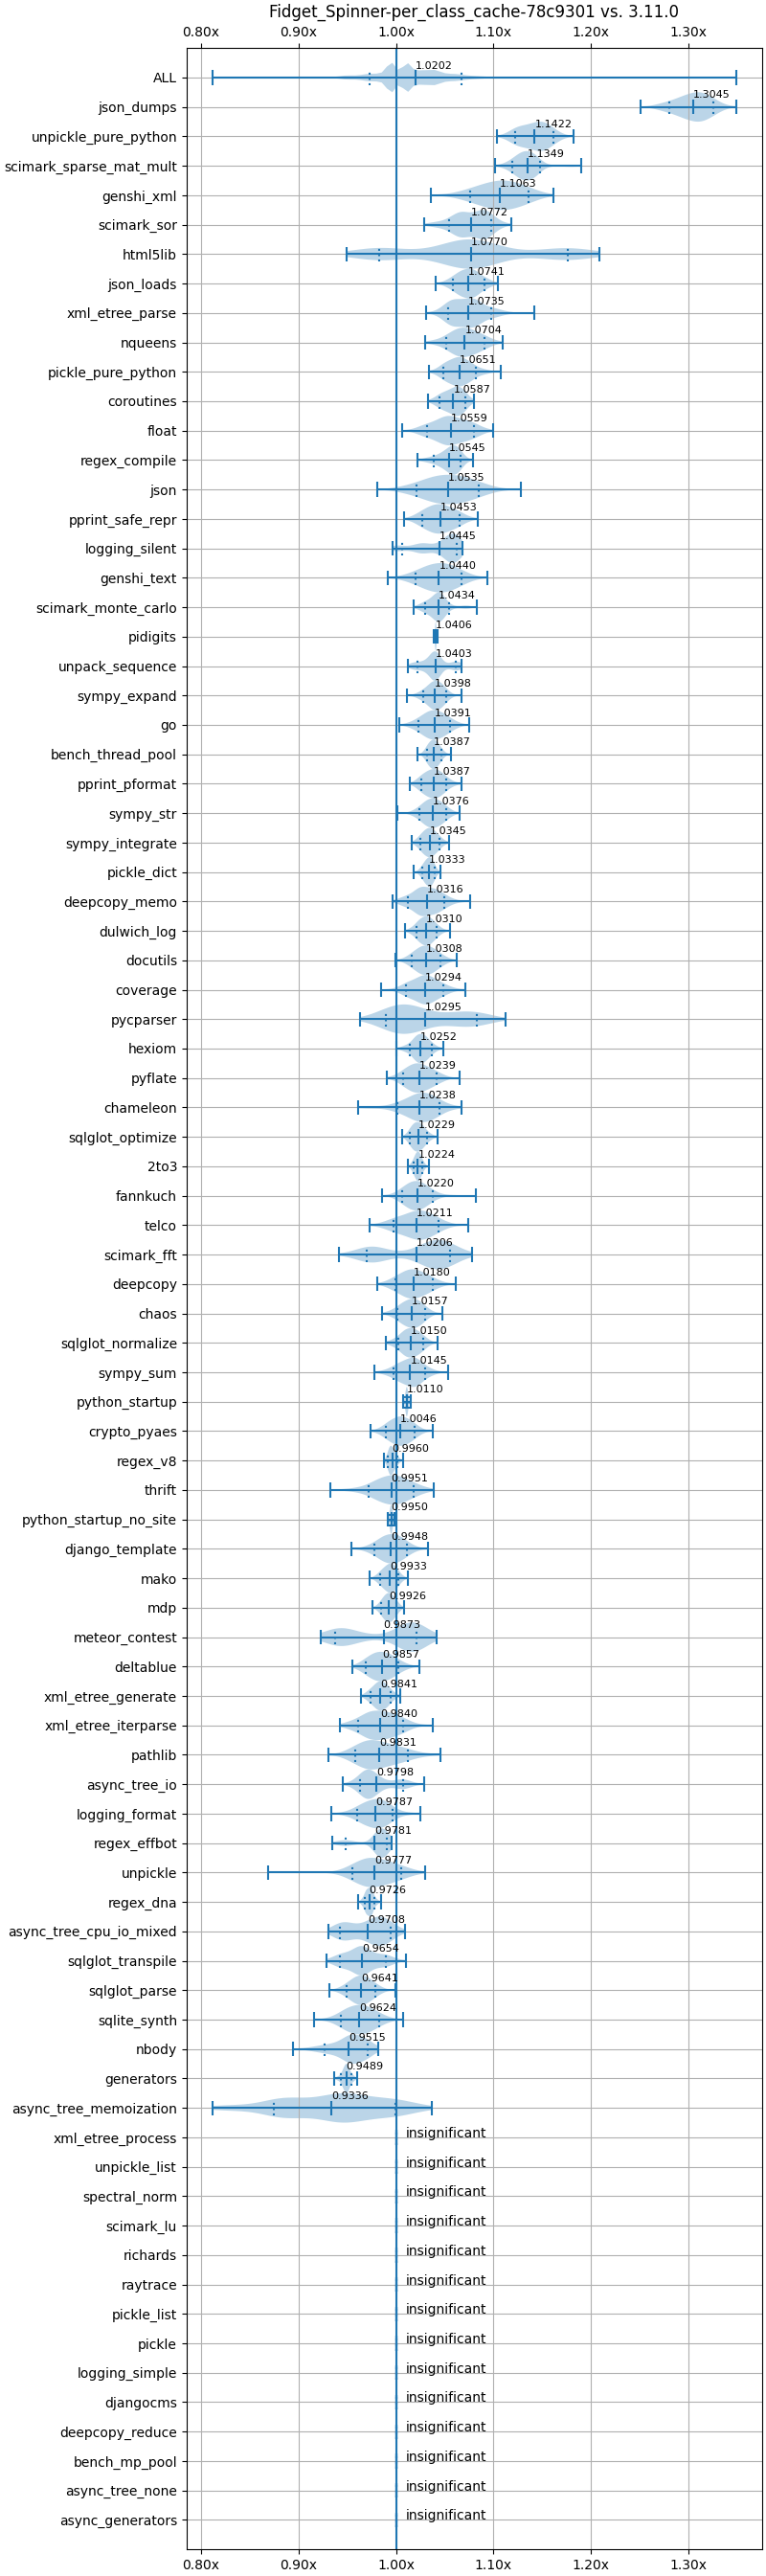 Fidget_Spinner-per_class_cache-78c9301 vs. 3.11.0
0.80x 0.90x 1.00x 1.10x 1.20x 1.30x
ALL 1.0202
json_dumps 1.3045
unpickle_pure_python 1.1422
scimark_sparse_mat_mult 1.1349
genshi_xml 1.1063
scimark_sor 1.0772
html5lib 1.0770
json_loads 1.0741
xml_etree_parse 1.0735
nqueens 1.0704
pickle_pure_python 1.0651
coroutines 1.0587
float 1.0559
regex_compile 1.0545
json 1.0535
pprint_safe_repr 1.0453
logging_silent 1.0445
genshi_text 1.0440
scimark_monte_carlo 1.0434
pidigits 1.0406
unpack_sequence 1.0403
sympy_expand 1.0398
go 1.0391
bench_thread_pool 1.0387
pprint_pformat 1.0387
sympy_str 1.0376
sympy_integrate 1.0345
pickle_dict 1.0333
deepcopy_memo 1.0316
dulwich_log 1.0310
docutils 1.0308
coverage 1.0294
pycparser 1.0295
hexiom 1.0252
pyflate 1.0239
chameleon 1.0238
sqlglot_optimize 1.0229
2to3 1.0224
fannkuch 1.0220
telco 1.0211
scimark_fft 1.0206
deepcopy 1.0180
chaos 1.0157
sqlglot_normalize 1.0150
sympy_sum 1.0145
python_startup 1.0110
crypto_pyaes 1.0046
regex_v8 0.9960
thrift 0.9951
python_startup_no_site 0.9950
django_template 0.9948
mako 0.9933
mdp 0.9926
meteor_contest 0.9873
deltablue 0.9857
xml_etree_generate 0.9841
xml_etree_iterparse 0.9840
pathlib 0.9831
async_tree_io 0.9798
logging_format 0.9787
regex_effbot 0.9781
unpickle 0.9777
regex_dna 0.9726
async_tree_cpu_io_mixed 0.9708
sqlglot_transpile 0.9654
sqlglot_parse 0.9641
sqlite_synth 0.9624
nbody 0.9515
generators 0.9489
async_tree_memoization 0.9336
xml_etree_process insignificant
unpickle_list insignificant
spectral_norm insignificant
scimark_lu insignificant
richards insignificant
raytrace insignificant
pickle_list insignificant
pickle insignificant
logging_simple insignificant
djangocms insignificant
deepcopy_reduce insignificant
bench_mp_pool insignificant
async_tree_none insignificant
async_generators insignificant
0.80x 0.90x 1.00x 1.10x 1.20x 1.30x